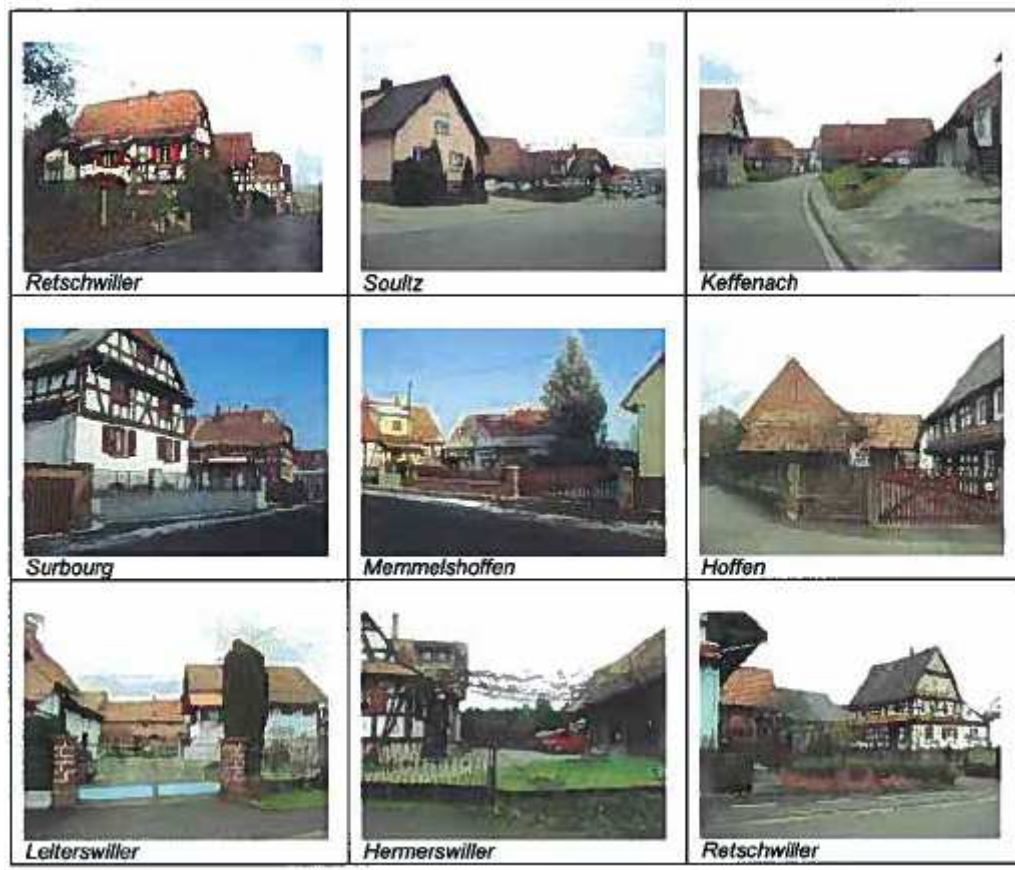 Retschwiller
Soultz
Keffenach
Surbourg
Memmelshoffen
Hoffen
Leiterswiller
Hermerswiller
Retschwiller